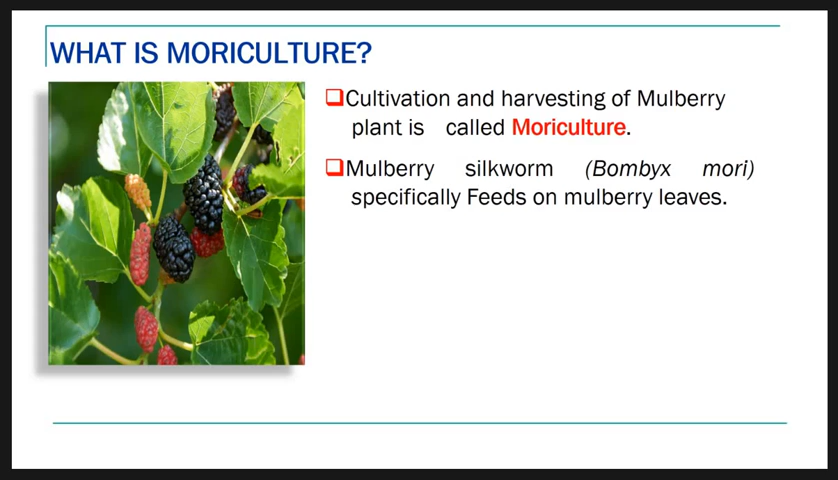 WHAT IS MORICULTURE?
Cultivation and harvesting of Mulberry
plant is called Moriculture.
Mulberry silkworm (Bombyx mori)
specifically Feeds on mulberry leaves.